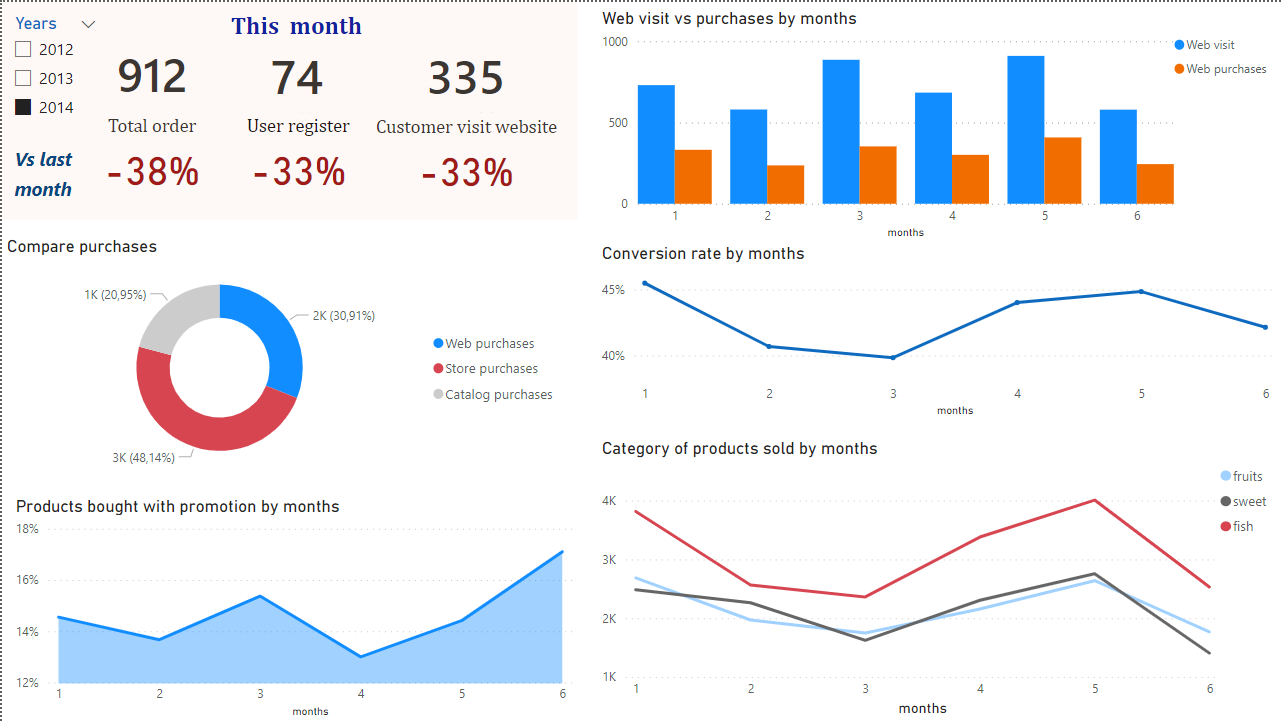 Years
2012
2013
2014
This month
912
74
335
Total order
User register
Customer visit website
Vs last
month
-38%
-33%
-33%
Web visit vs purchases by months
1000
500
0
1
2
3
4
5
6
months
Web visit
Web purchases
Compare purchases
1K (20,95%)
2K (30,91%)
3K (48,14%)
Web purchases
Store purchases
Catalog purchases
Conversion rate by months
45%
40%
1
2
3
4
5
6
months
Products bought with promotion by months
18%
16%
14%
12%
1
2
3
4
5
6
months
Category of products sold by months
fruits
sweet
fish
4K
3K
2K
1K
1
2
3
4
5
6
months